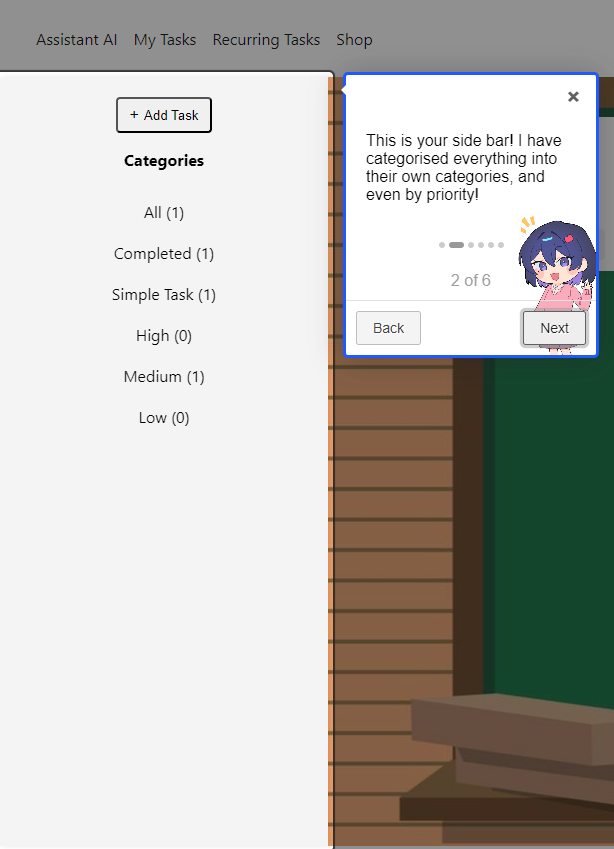 Assistant AI My Tasks Recurring Tasks Shop
+ Add Task
Categories
All (1)
Completed (1)
Simple Task (1)
High (0)
Medium (1)
Low (0)
×
This is your side bar! I have
categorised everything into
their own categories, and
even by priority!
2 of 6
Back Next